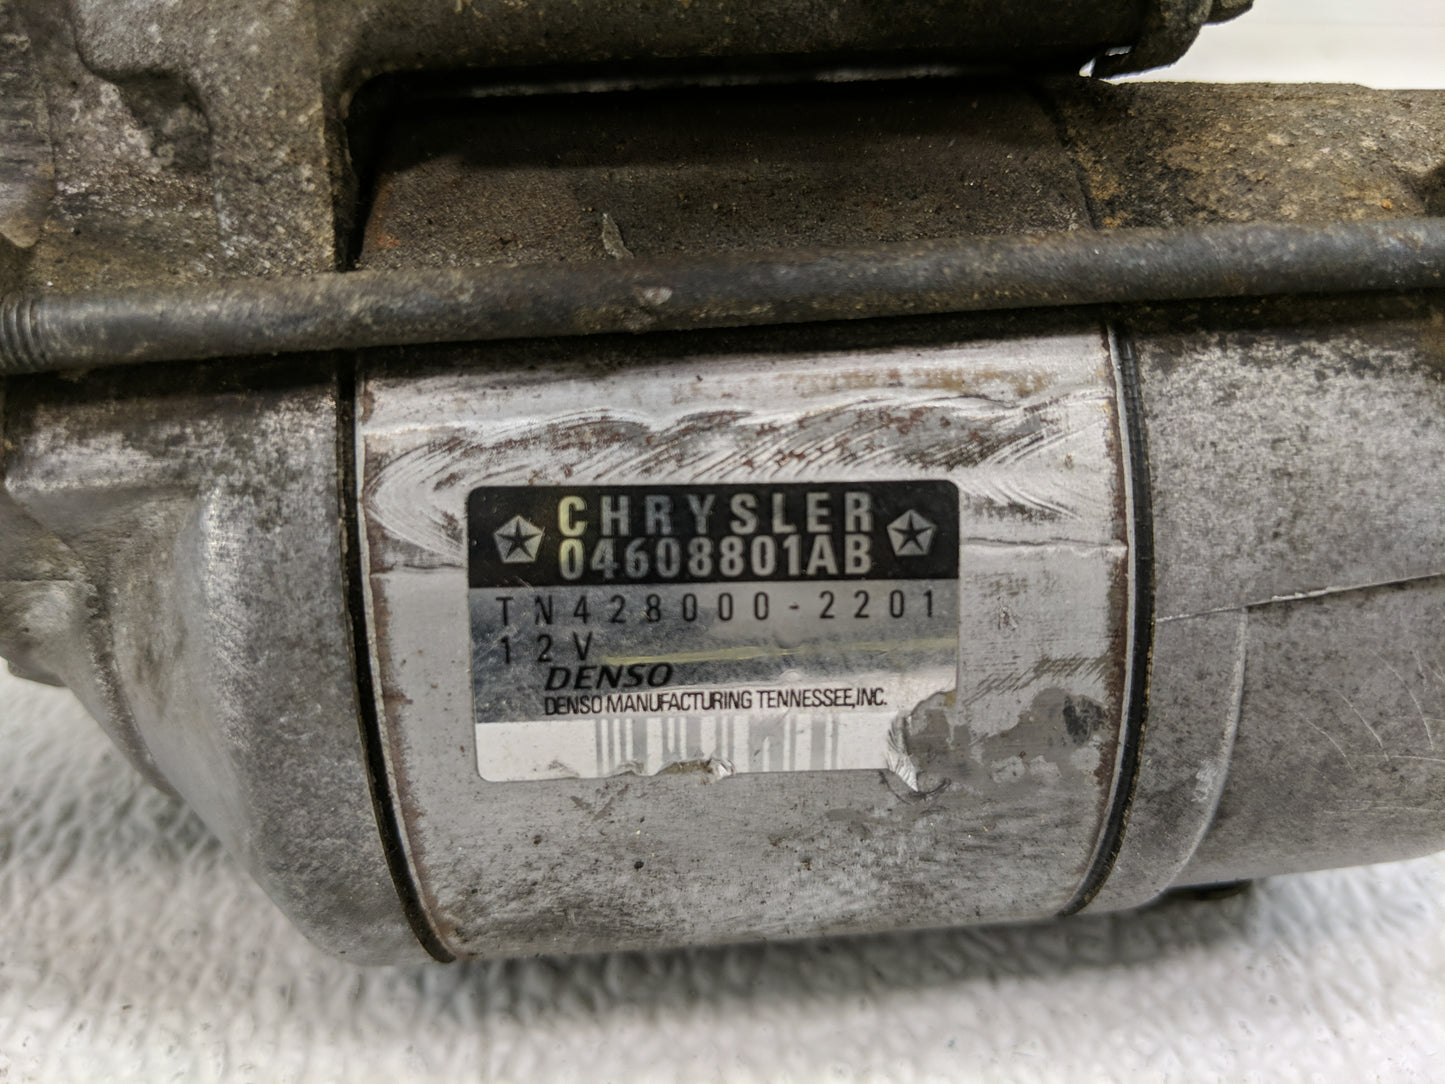 CHRYSLER
04608801AB
TN428000-2201
12V
DENSO
DENSO MANUFACTURING TENNESSEE,INC.